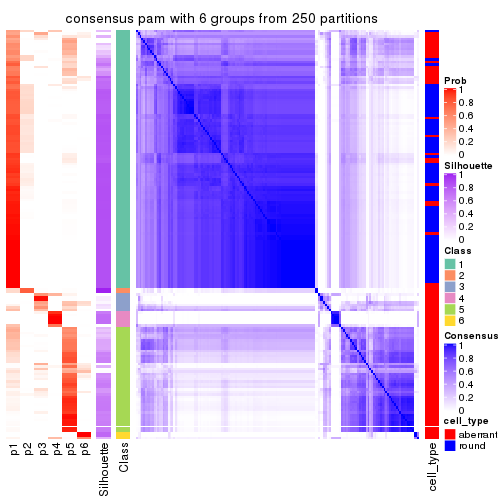 consensus pam with 6 groups from 250 partitions
Prob
1
0.8
0.6
0.4
0.2
0
Silhouette
1
0.8
0.6
0.4
0.2
0
Class
1
2
3
4
5
6
Consensus
1
0.8
0.6
0.4
0.2
0
cell_type
aberrant
round
p1
p2
p3
p4
p5
p6
Silhouette
Class
cell_type